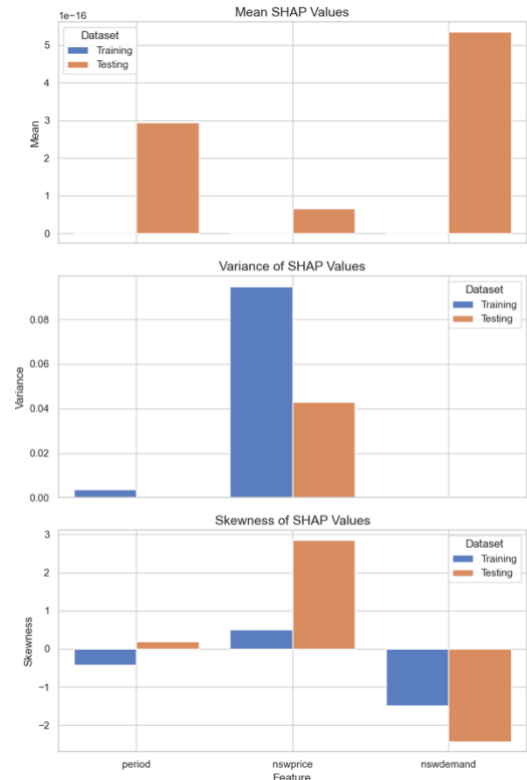 Mean SHAP Values
1e−16
Dataset
Training
Testing
5
4
3
2
1
0
Mean
Variance of SHAP Values
Dataset
Training
Testing
0.08
0.06
0.04
0.02
0.00
Variance
Skewness of SHAP Values
Dataset
Training
Testing
3
2
1
0
−1
−2
Skewness
period nswprice nswdemand
Feature